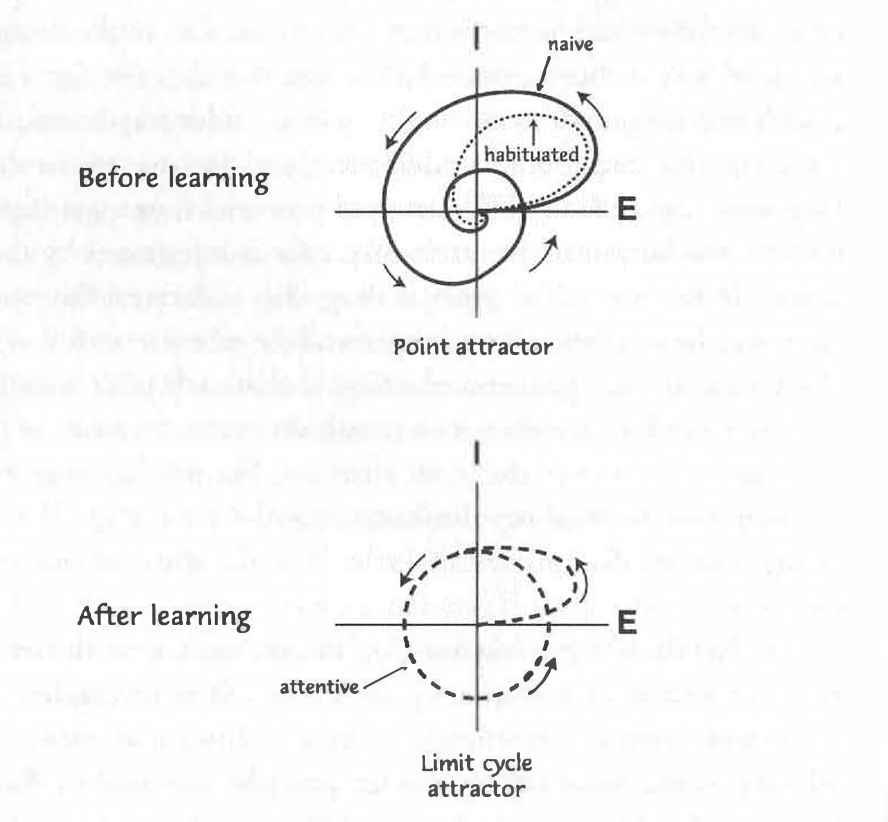 I
naive
habituated
Before learning
E
Point attractor
I
After learning
E
attentive
Limit cycle
attractor